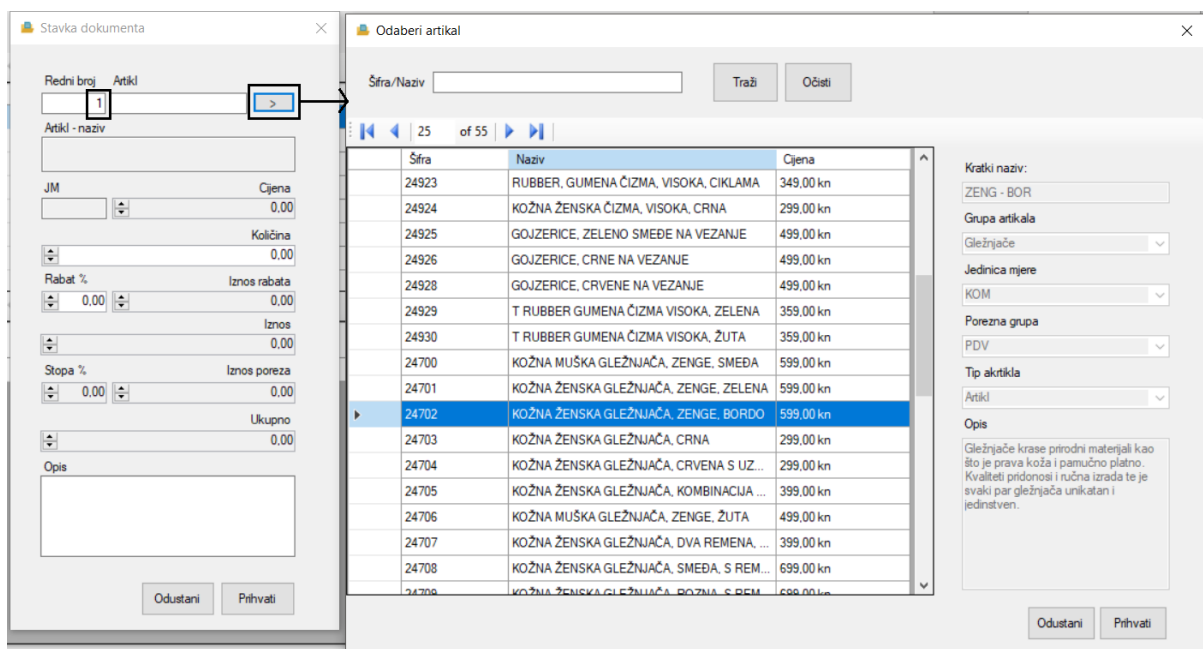 Stavka dokumenta
Redni broj Artikl
1 >
Artikl - naziv
JM Cijena
0,00
Količina
0,00
Rabat % Iznos rabata
0,00 0,00
Iznos
0,00
Stopa % Iznos poreza
0,00 0,00
Ukupno
0,00
Opis
Odustani Prihvati
Odaberi artikal
Šifra/Naziv Traži Očisti
25 of 55
Šifra Naziv Cijena
24923 RUBBER, GUMENA ČIZMA, VISOKA, CIKLAMA 349,00 kn
24924 KOŽNA ŽENSKA ČIZMA, VISOKA, CRNA 299,00 kn
24925 GOJZERICE, ZELENO SMEĐE NA VEZANJE 499,00 kn
24926 GOJZERICE, CRNE NA VEZANJE 499,00 kn
24928 GOJZERICE, CRVENE NA VEZANJE 499,00 kn
24929 T RUBBER GUMENA ČIZMA VISOKA, ZELENA 359,00 kn
24930 T RUBBER GUMENA ČIZMA VISOKA, ŽUTA 359,00 kn
24700 KOŽNA MUŠKA GLEŽNJAČA, ZENGE, SMEĐA 599,00 kn
24701 KOŽNA ŽENSKA GLEŽNJAČA, ZENGE, ZELENA 599,00 kn
24702 KOŽNA ŽENSKA GLEŽNJAČA, ZENGE, BORDO 599,00 kn
24703 KOŽNA ŽENSKA GLEŽNJAČA, CRNA 299,00 kn
24704 KOŽNA ŽENSKA GLEŽNJAČA, CRVENA S UZ... 299,00 kn
24705 KOŽNA ŽENSKA GLEŽNJAČA, KOMBINACIJA ... 399,00 kn
24706 KOŽNA MUŠKA GLEŽNJAČA, ZENGE, ŽUTA 499,00 kn
24707 KOŽNA ŽENSKA GLEŽNJAČA, DVA REMENA, ... 399,00 kn
24708 KOŽNA ŽENSKA GLEŽNJAČA, SMEĐA, S REM... 699,00 kn
24709 KOŽNA ŽENSKA GLEŽNJAČA, ROZNA, S REM... 699,00 kn
Kratki naziv:
ZENG - BOR
Grupa artikala
Gležnjače
Jedinica mjere
KOM
Porezna grupa
PDV
Tip akrtikla
Artikl
Opis
Gležnjače krase prirodni materijali kao
što je prava koža i pamučno platno.
Kvaliteti pridonosi i ručna izrada te je
svaki par gležnjača unikatan i
jedinstven.
Odustani Prihvati